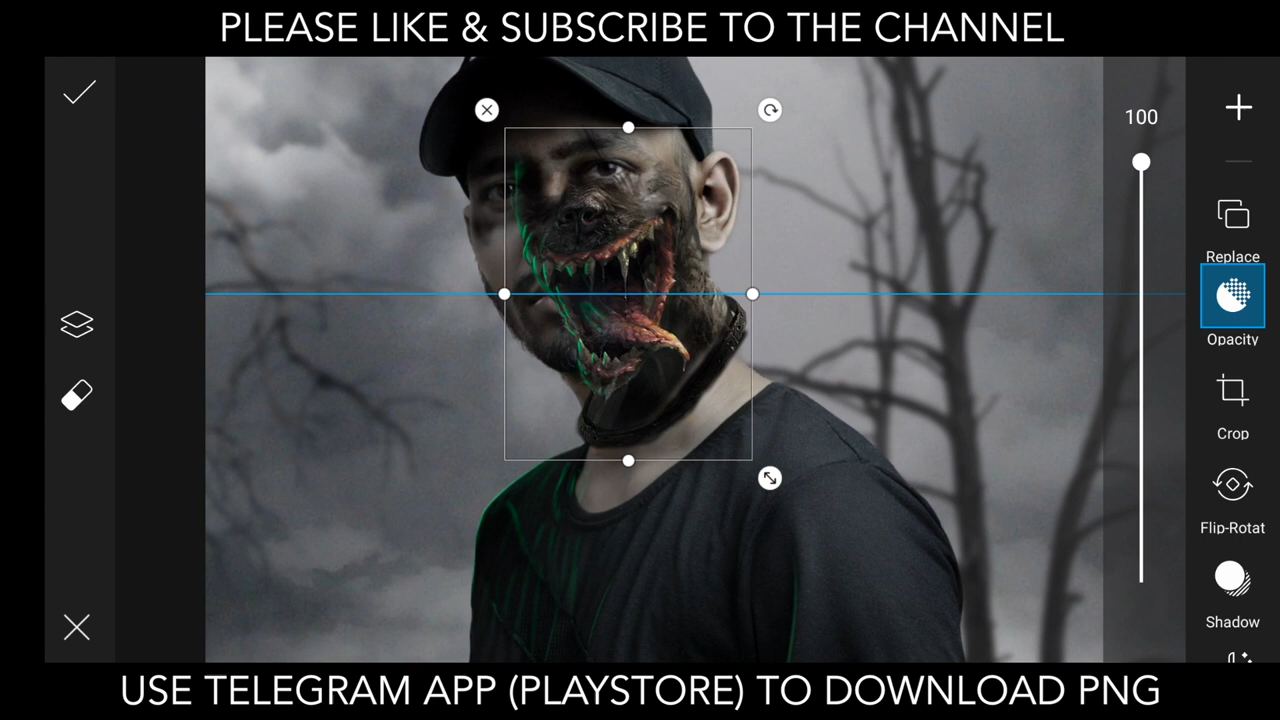 PLEASE LIKE & SUBSCRIBE TO THE CHANNEL
100
Replace
Opacity
Crop
Flip-Rotat
Shadow
USE TELEGRAM APP (PLAYSTORE) TO DOWNLOAD PNG